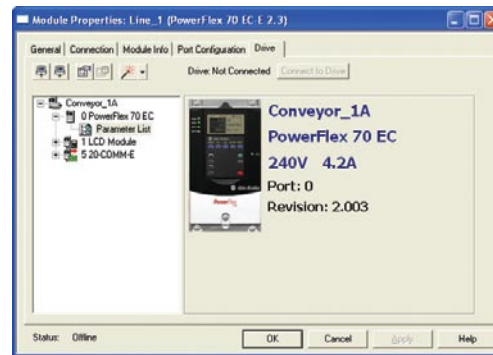 Module Properties: Line_1 (PowerFlex 70 EC-E 2.3)
General Connection Module Info Port Configuration Drive
Drive: Not Connected Connect to Drive
Conveyor_1A
0 PowerFlex 70 EC
Parameter List
1 LCD Module
5 20-COMM-E
Conveyor_1A
PowerFlex 70 EC
240V 4.2A
Port: 0
Revision: 2.003
Status: Offline
OK Cancel Apply Help